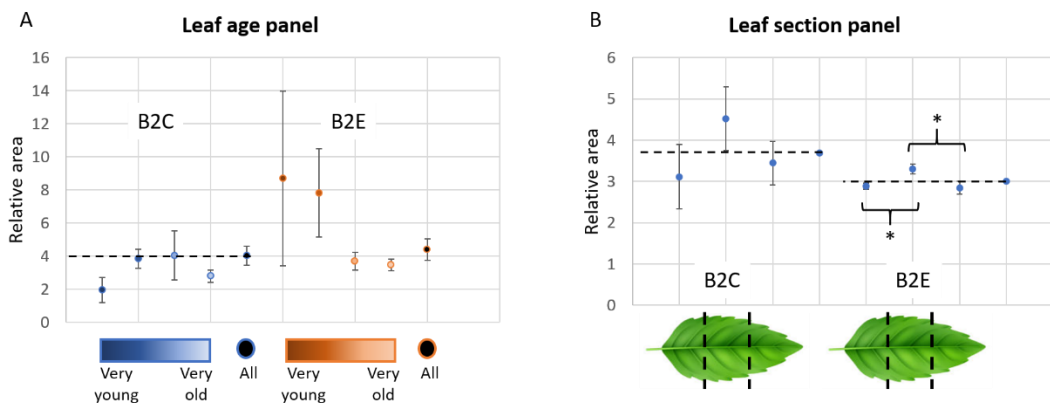 A
Leaf age panel
16
14
12
10
8
6
4
2
0
Relative area
B2C
B2E
Very young
Very old
All
Very young
Very old
All
B
Leaf section panel
6
5
4
3
2
1
0
Relative area
*
*
B2C
B2E